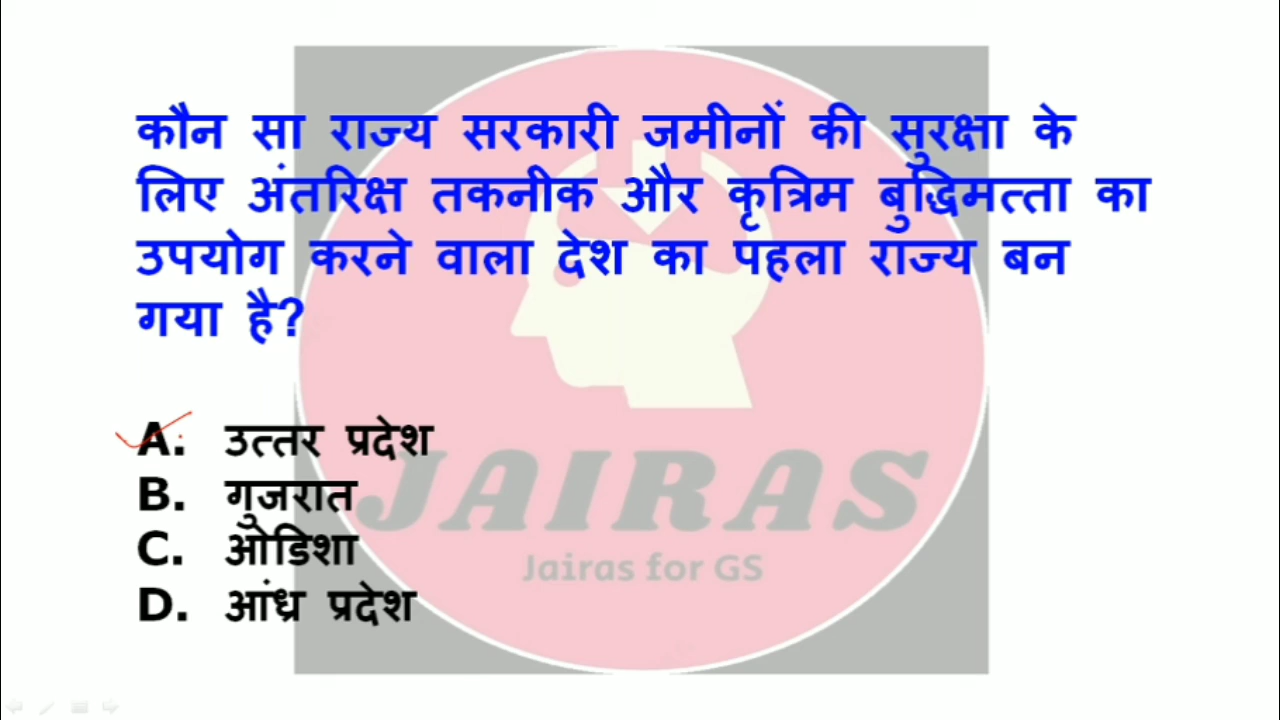 कौन सा राज्य सरकारी जमीनों की सुरक्षा के
लिए अंतरिक्ष तकनीक और कृत्रिम बुद्धिमत्ता का
उपयोग करने वाला देश का पहला राज्य बन
गया है?
A. उत्तर प्रदेश
B. गुजरात
C. ओडिशा
D. आंध्र प्रदेश
JAIRAS
Jairas for GS